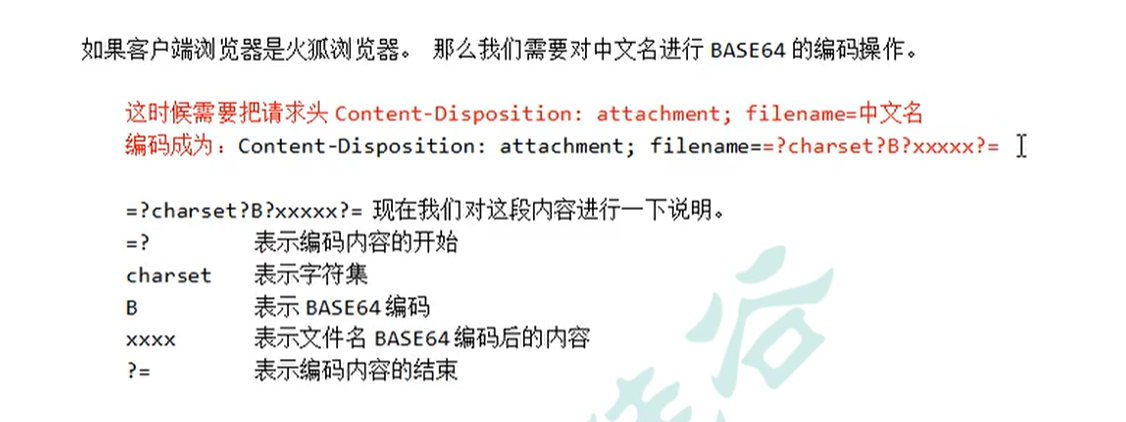 如果客户端浏览器是火狐浏览器。 那么我们需要对中文名进行 BASE64 的编码操作。
这时候需要把请求头 Content-Disposition: attachment; filename=中文名
编码成为：Content-Disposition: attachment; filename==?charset?B?xxxxx?=
=?charset?B?xxxxx?= 现在我们对这段内容进行一下说明。
=? 表示编码内容的开始
charset 表示字符集
B 表示 BASE64 编码
xxxx 表示文件名 BASE64 编码后的内容
?= 表示编码内容的结束
谷